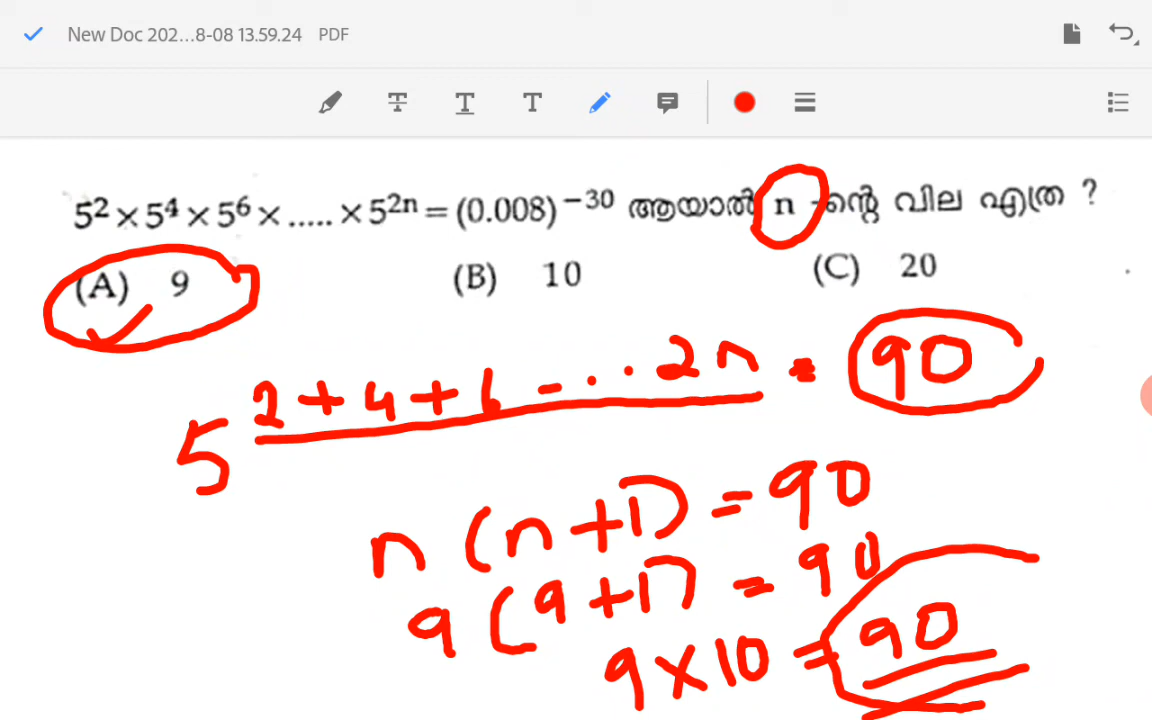 New Doc 202...8-08 13.59.24 PDF
5² × 5⁴ × 5⁶ × ..... × 5²ⁿ = (0.008)⁻³⁰ ആയാൽ n -ന്റെ വില എത്ര ?
(A) 9 (B) 10 (C) 20
2 + 4 + 6 - . . . 2n = 90
5
n (n + 1) = 90
9 (9 + 1) = 90
9 × 10 = 90